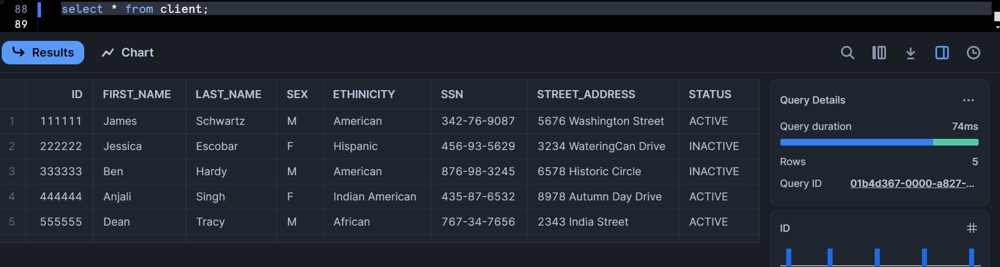 88 select * from client;
89
Results Chart
ID FIRST_NAME LAST_NAME SEX ETHINICITY SSN STREET_ADDRESS STATUS
1 111111 James Schwartz M American 342-76-9087 5676 Washington Street ACTIVE
2 222222 Jessica Escobar F Hispanic 456-93-5629 3234 WateringCan Drive INACTIVE
3 333333 Ben Hardy M American 876-98-3245 6578 Historic Circle INACTIVE
4 444444 Anjali Singh F Indian American 435-87-6532 8978 Autumn Day Drive ACTIVE
5 555555 Dean Tracy M African 767-34-7656 2343 India Street ACTIVE
Query Details ...
Query duration 74ms
Rows 5
Query ID 01b4d367-0000-a827-...
ID #